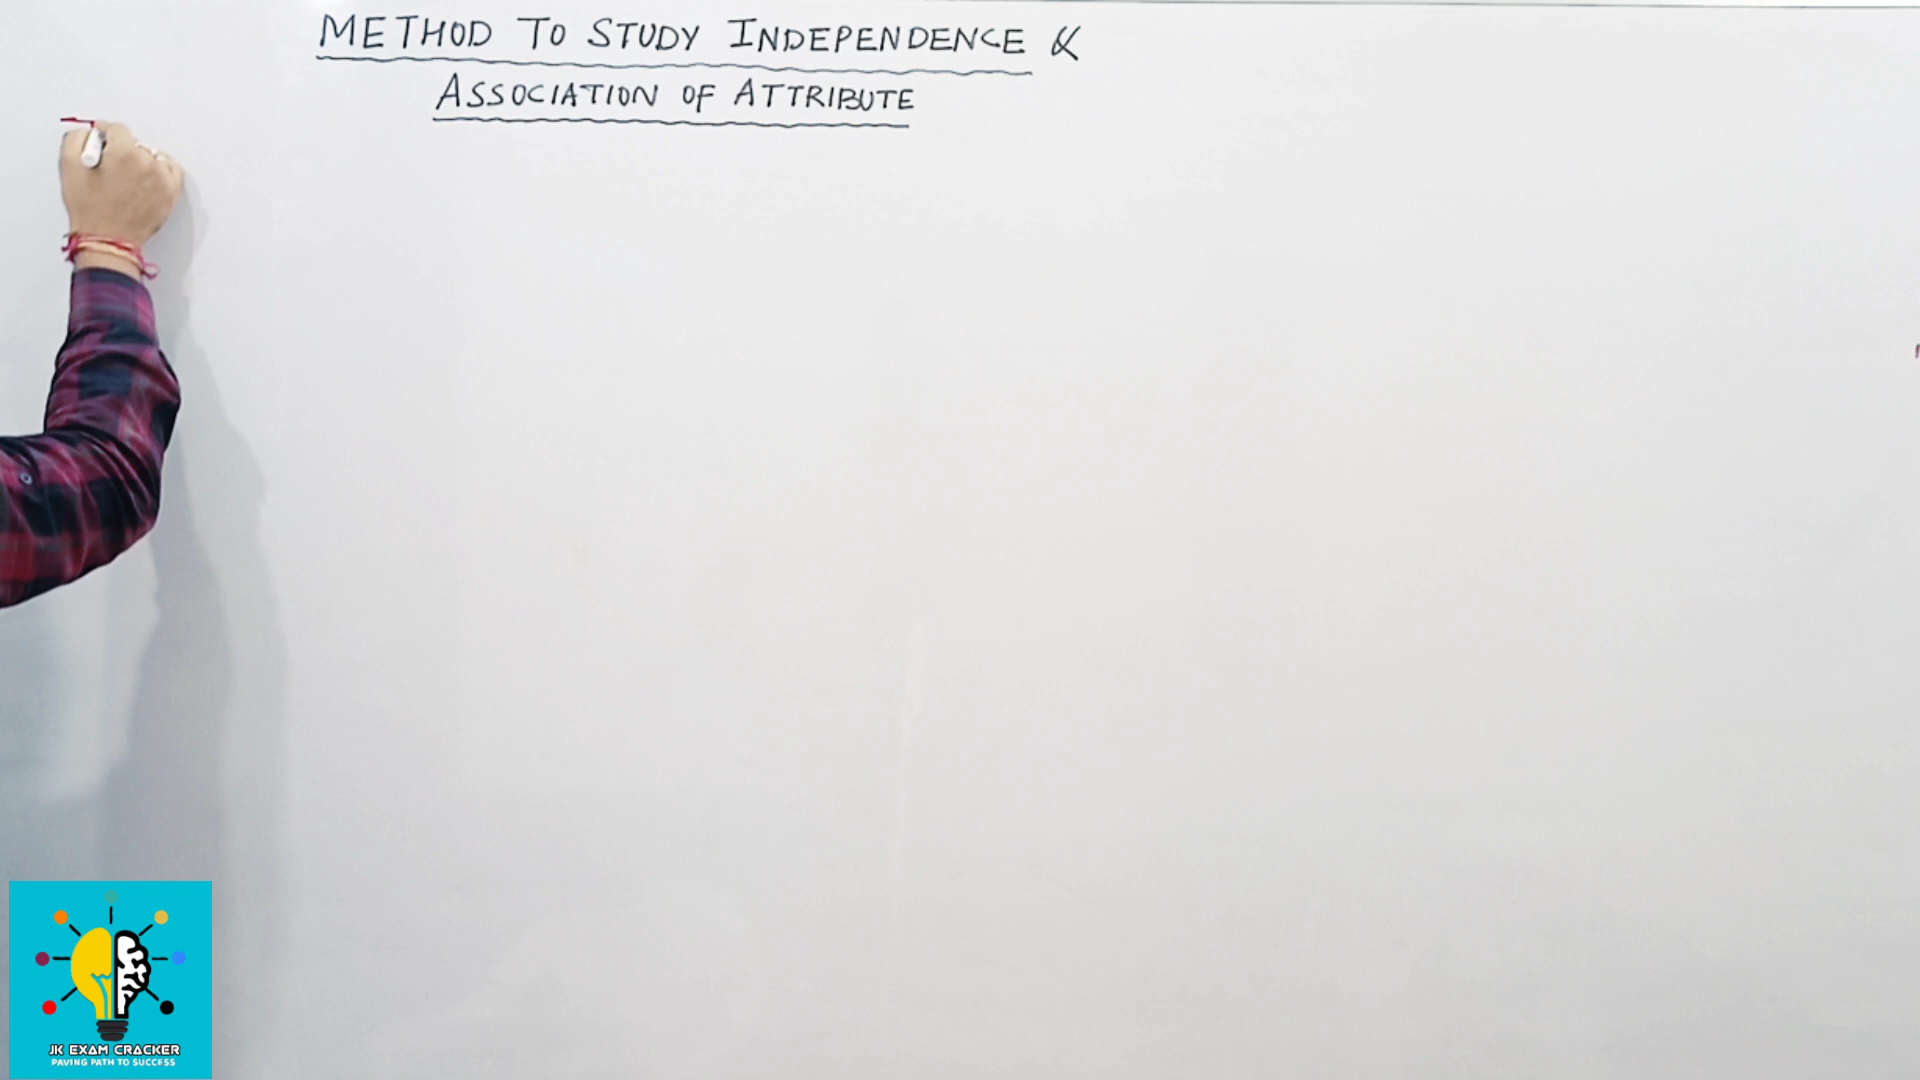 METHOD TO STUDY INDEPENDENCE &
ASSOCIATION OF ATTRIBUTE
JK EXAM CRACKER
PAVING PATH TO SUCCESS